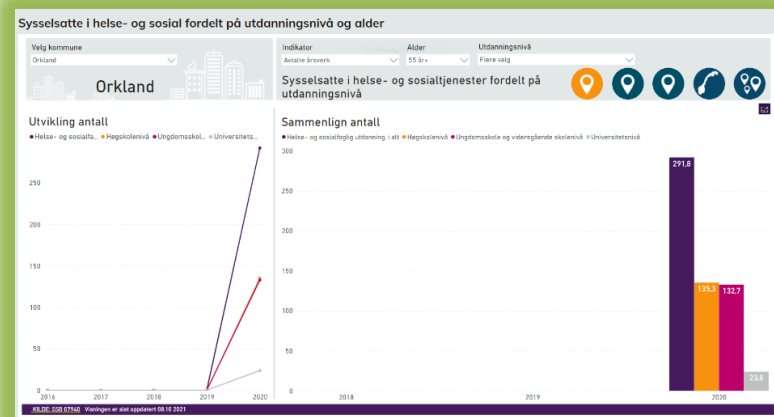 Sysselsatte i helse- og sosial fordelt på utdanningsnivå og alder
Velg kommune
Orkland
Orkland
Indikator
Avtalte årsverk
Alder
55 år+
Utdanningsnivå
Flere valg
Sysselsatte i helse- og sosialtjenester fordelt på
utdanningsnivå
Utvikling antall
Helse- og sosialfa... Høgskolenivå Ungdomsskol... Universitets...
250
200
150
100
50
0
2016 2017 2018 2019 2020
Sammenlign antall
Helse- og sosialfaglig utdanning, i alt Høgskolenivå Ungdomsskole og videregående skolenivå Universitetsnivå
300
250
200
150
100
50
0
291,8
135,3
132,7
23,8
2018 2019 2020
KILDE: SSB 07940 Visningen er sist oppdatert 08.10 2021